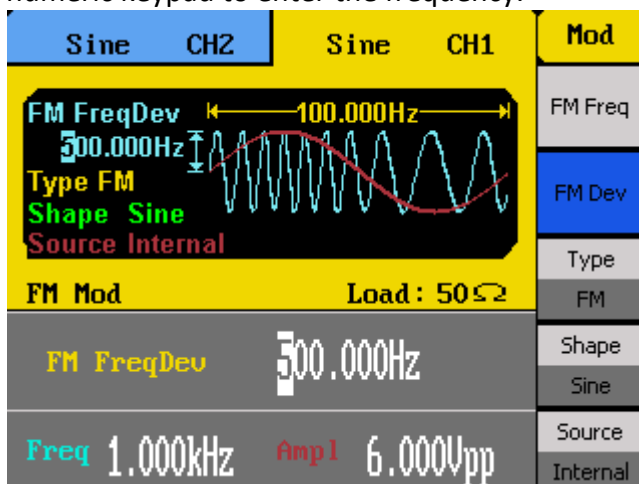 numeric keypad to enter the frequency.
Sine CH2 Sine CH1 Mod
FM FreqDev 100.000Hz
500.000Hz
Type FM
Shape Sine
Source Internal
FM Mod Load: 50Ω
FM FreqDev 500.000Hz
Freq 1.000kHz Ampl 6.000Vpp
FM Freq
FM Dev
Type
FM
Shape
Sine
Source
Internal